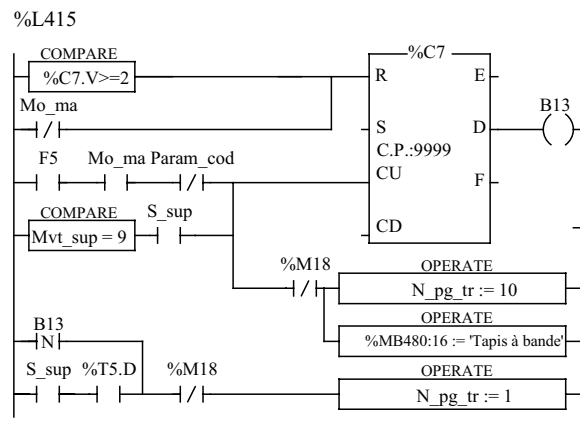 %L415
COMPARE
%C7
%C7.V>=2
R
E
Mo_ma
B13
S
D
C.P.:9999
F5
Mo_ma
Param_cod
CU
F
COMPARE
S_sup
Mvt_sup = 9
CD
%M18
OPERATE
N_pg_tr := 10
OPERATE
B13
N
%MB480:16 := 'Tapis à bande'
S_sup
%T5.D
%M18
OPERATE
N_pg_tr := 1